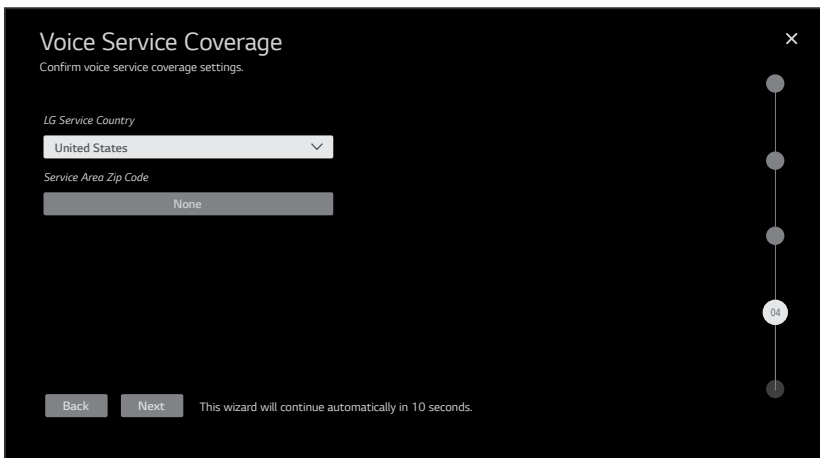 Voice Service Coverage
Confirm voice service coverage settings.
LG Service Country
United States
Service Area Zip Code
None
04
Back
Next
This wizard will continue automatically in 10 seconds.